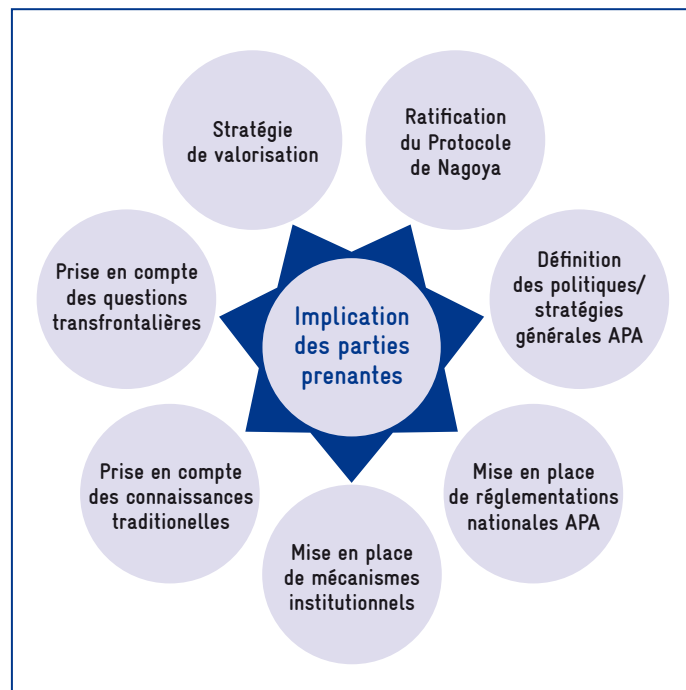 Stratégie
de valorisation
Ratification
du Protocole
de Nagoya
Prise en compte
des questions
transfrontalières
Définition
des politiques/
stratégies
générales APA
Implication
des parties
prenantes
Prise en compte
des connaissances
traditionelles
Mise en place
de réglementations
nationales APA
Mise en place
de mécanismes
institutionnels